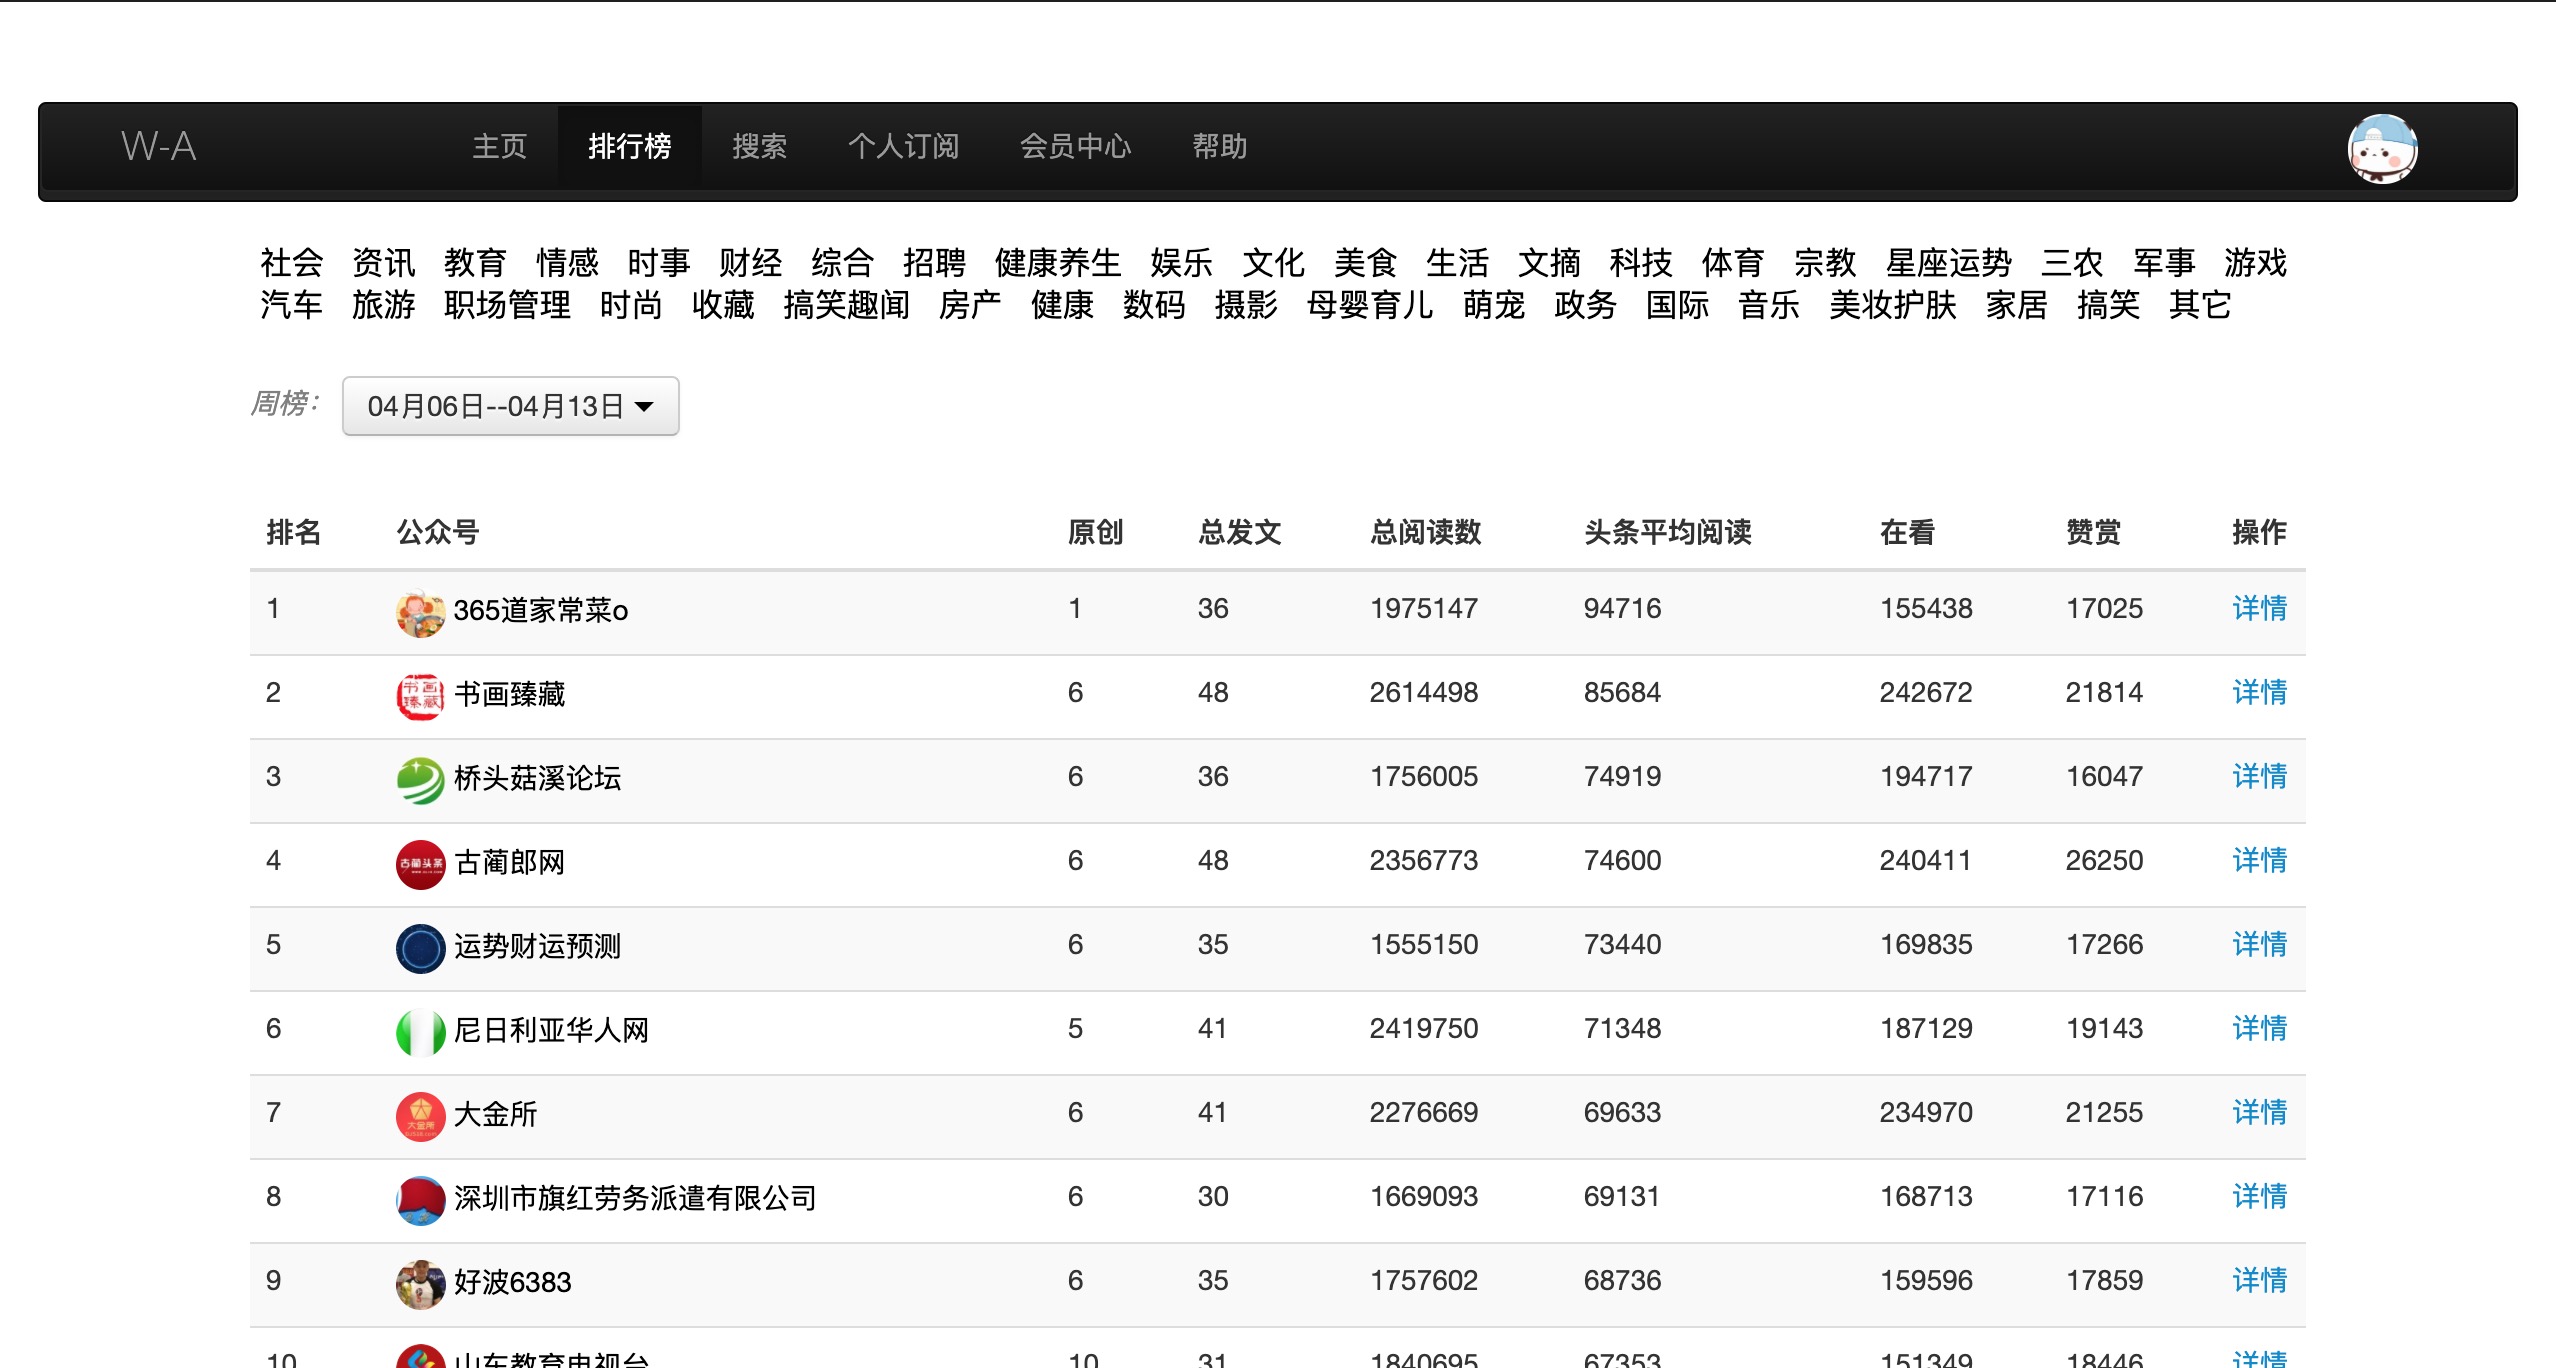 W-A 主页 排行榜 搜索 个人订阅 会员中心 帮助
社会 资讯 教育 情感 时事 财经 综合 招聘 健康养生 娱乐 文化 美食 生活 文摘 科技 体育 宗教 星座运势 三农 军事 游戏
汽车 旅游 职场管理 时尚 收藏 搞笑趣闻 房产 健康 数码 摄影 母婴育儿 萌宠 政务 国际 音乐 美妆护肤 家居 搞笑 其它
周榜： 04月06日--04月13日
排名 公众号 原创 总发文 总阅读数 头条平均阅读 在看 赞赏 操作
1 365道家常菜o 1 36 1975147 94716 155438 17025 详情
2 书画臻藏 书画臻藏 6 48 2614498 85684 242672 21814 详情
3 桥头菇溪论坛 6 36 1756005 74919 194717 16047 详情
4 古蔺头条 古蔺郎网 6 48 2356773 74600 240411 26250 详情
5 运势财运预测 6 35 1555150 73440 169835 17266 详情
6 尼日利亚华人网 5 41 2419750 71348 187129 19143 详情
7 大金所 大金所 6 41 2276669 69633 234970 21255 详情
8 深圳市旗红劳务派遣有限公司 6 30 1669093 69131 168713 17116 详情
9 好波6383 6 35 1757602 68736 159596 17859 详情
10 山东教育电视台 10 31 1840695 67353 151349 18446 详情